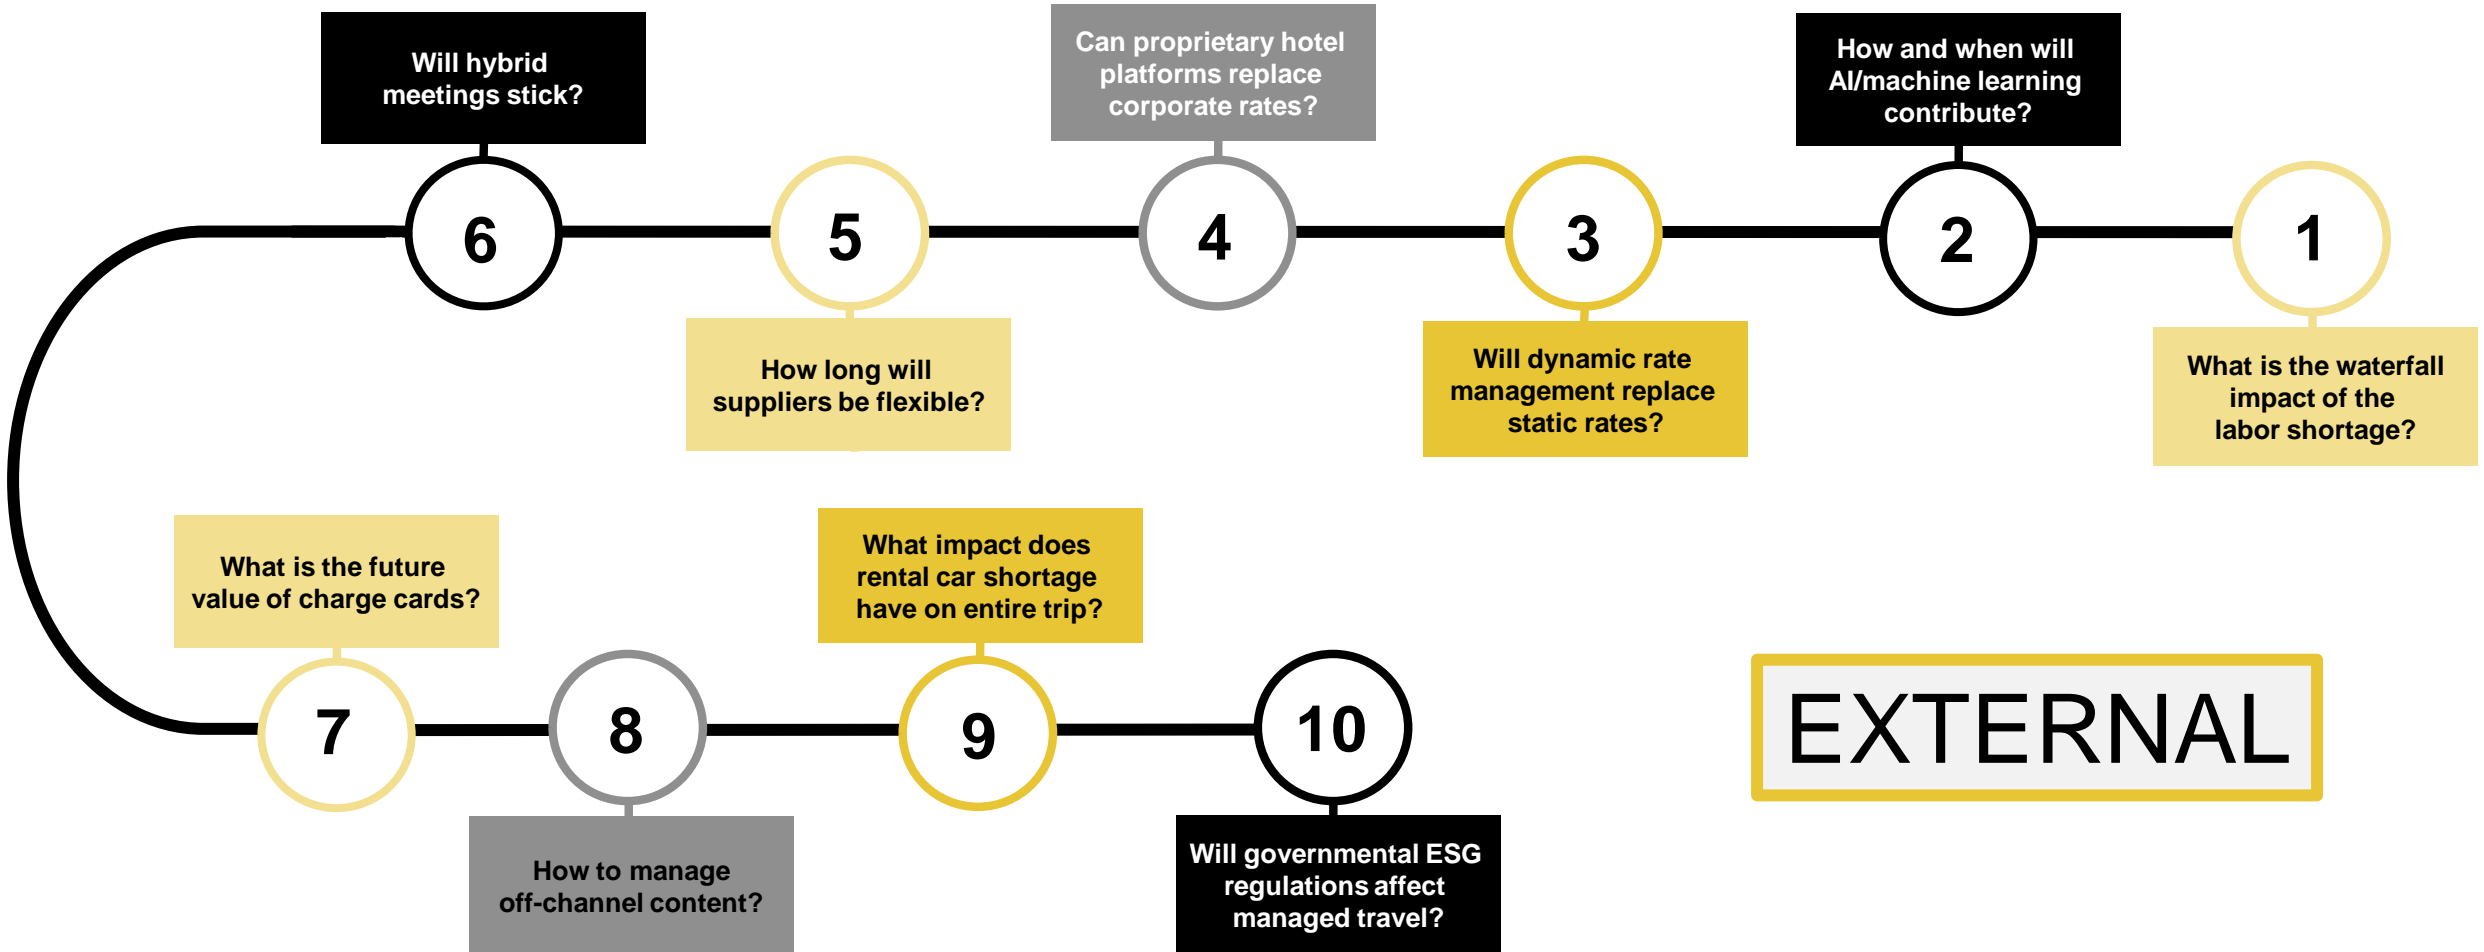 Will hybrid
meetings stick?
Can proprietary hotel
platforms replace
corporate rates?
How and when will
AI/machine learning
contribute?
6
5
4
3
2
1
How long will
suppliers be flexible?
Will dynamic rate
management replace
static rates?
What is the waterfall
impact of the
labor shortage?
What is the future
value of charge cards?
What impact does
rental car shortage
have on entire trip?
7
8
9
10
EXTERNAL
How to manage
off-channel content?
Will governmental ESG
regulations affect
managed travel?